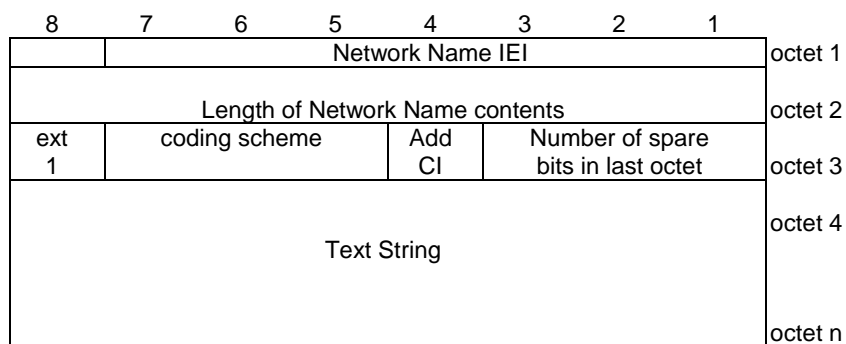 8 7 6 5 4 3 2 1
Network Name IEI octet 1
Length of Network Name contents octet 2
ext coding scheme Add Number of spare
1 CI bits in last octet octet 3
octet 4
Text String
octet n